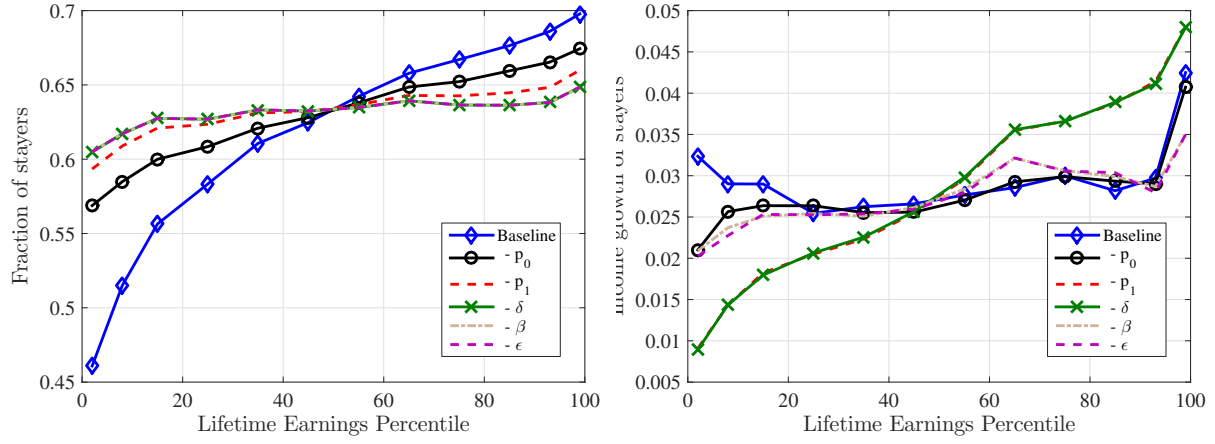 0.7
0.65
0.6
0.55
0.5
0.45
0 20 40 60 80 100
Fraction of stayers
Lifetime Earnings Percentile
Baseline
- p0
- p1
- δ
- β
- ϵ
0.05
0.045
0.04
0.035
0.03
0.025
0.02
0.015
0.01
0.005
0 20 40 60 80 100
Income growth of stayers
Lifetime Earnings Percentile
Baseline
- p0
- p1
- δ
- β
- ϵ